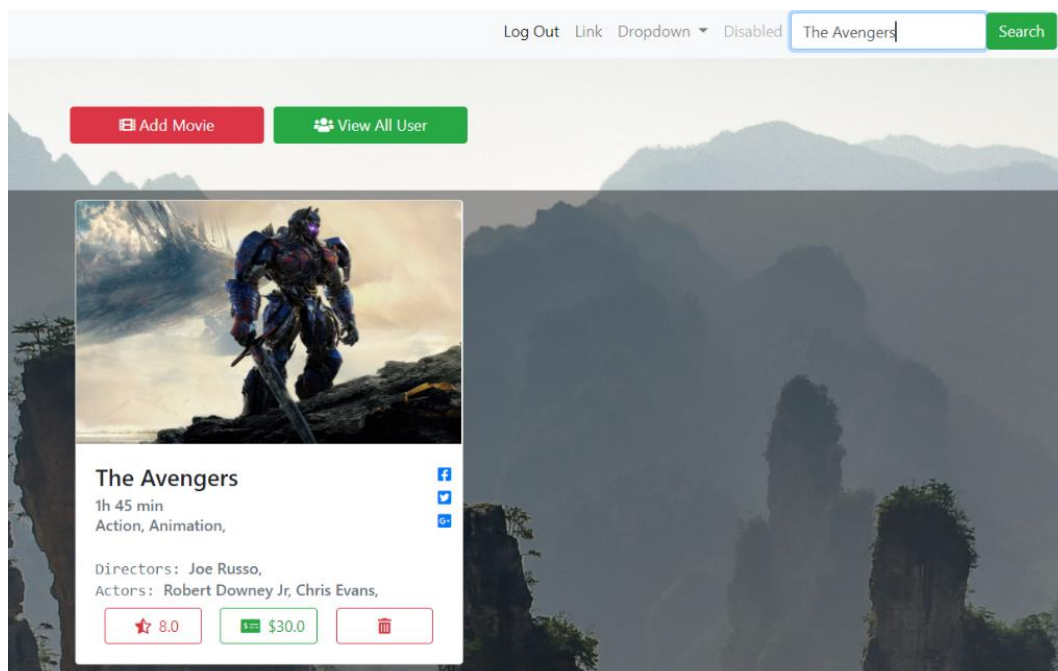 Log Out Link Dropdown Disabled The Avengers Search
Add Movie View All User
The Avengers
1h 45 min
Action, Animation,
Directors: Joe Russo,
Actors: Robert Downey Jr, Chris Evans,
8.0 $30.0